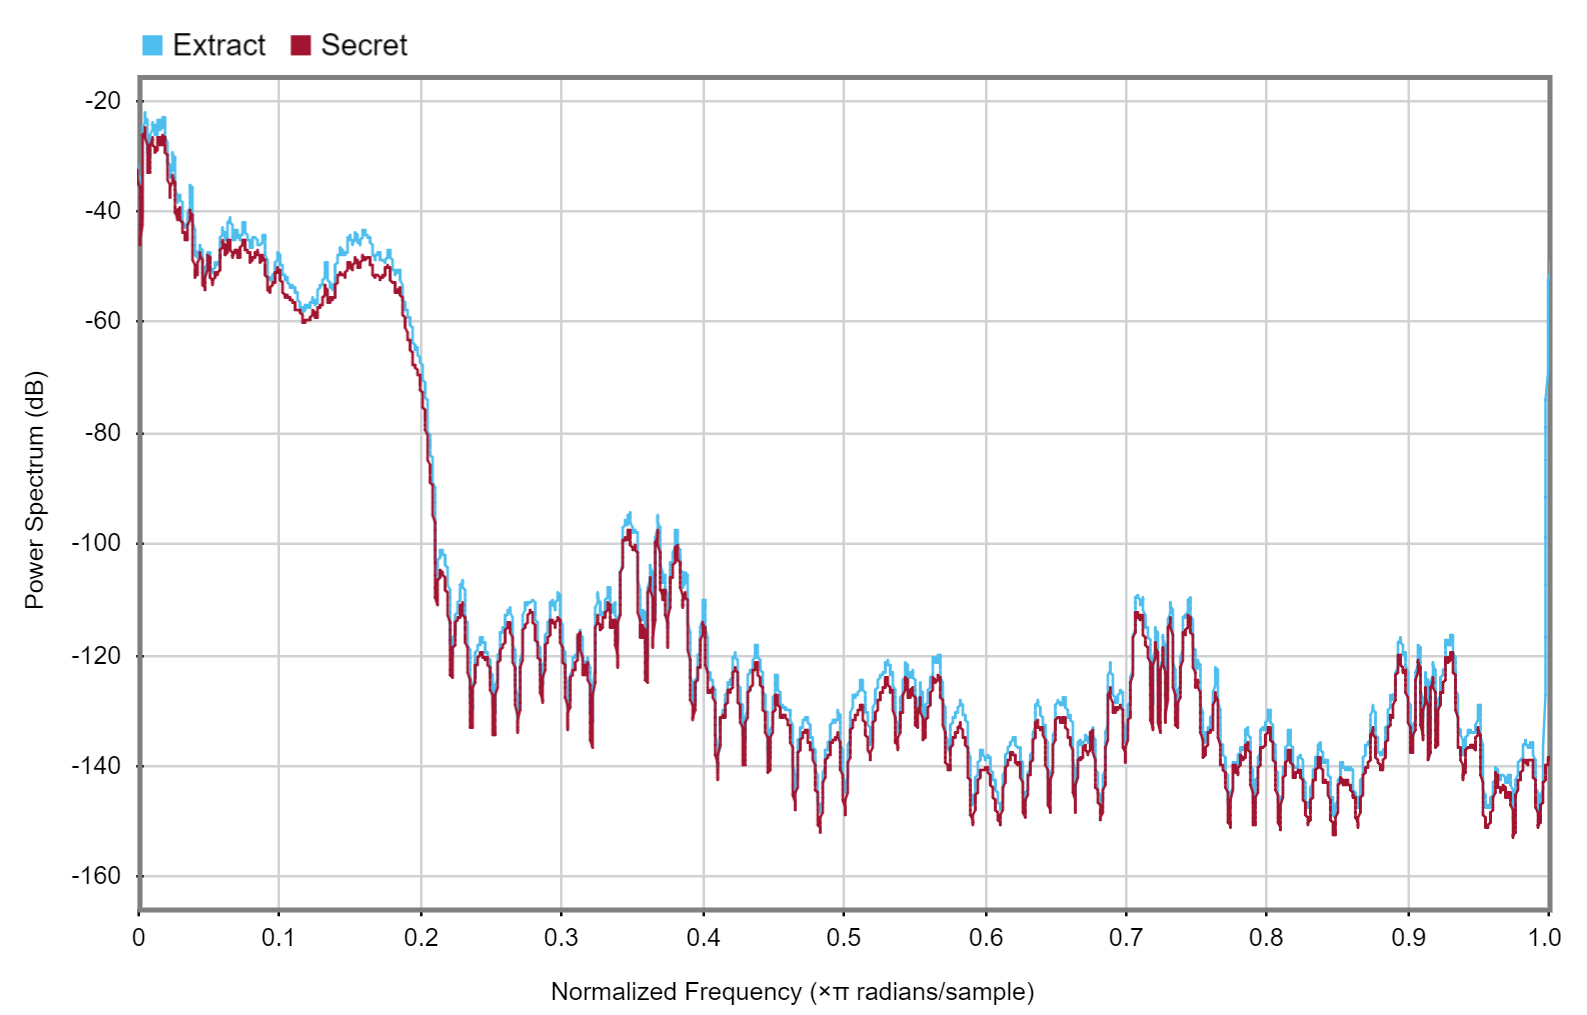 Extract Secret
-20
-40
-60
-80
-100
-120
-140
-160
Power Spectrum (dB)
0 0.1 0.2 0.3 0.4 0.5 0.6 0.7 0.8 0.9 1.0
Normalized Frequency (×π radians/sample)